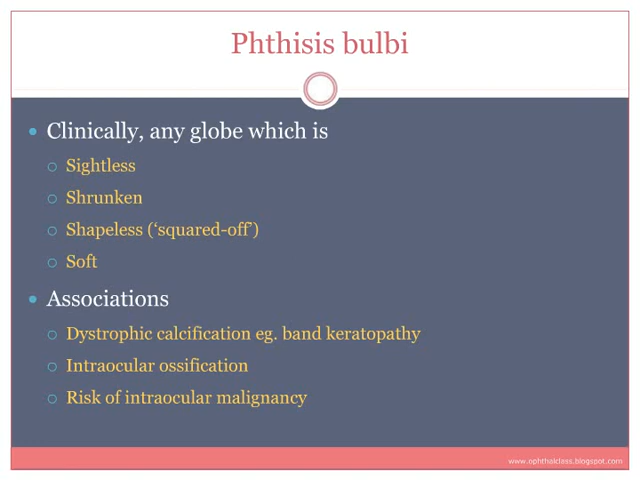 Phthisis bulbi
Clinically, any globe which is
Sightless
Shrunken
Shapeless (‘squared-off’)
Soft
Associations
Dystrophic calcification eg. band keratopathy
Intraocular ossification
Risk of intraocular malignancy
www.ophthalclass.blogspot.com